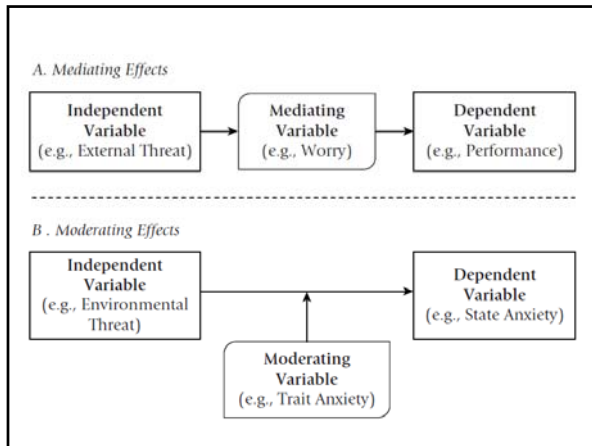 A. Mediating Effects
Independent
Variable
(e.g., External Threat)
Mediating
Variable
(e.g., Worry)
Dependent
Variable
(e.g., Performance)
B . Moderating Effects
Independent
Variable
(e.g., Environmental
Threat)
Dependent
Variable
(e.g., State Anxiety)
Moderating
Variable
(e.g., Trait Anxiety)